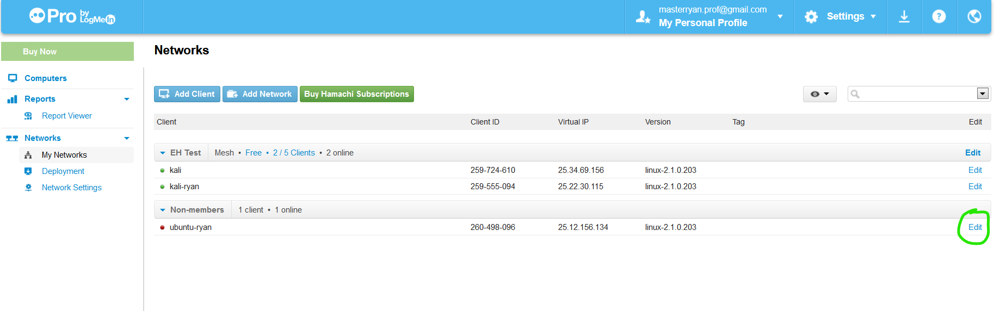 Pro by LogMeIn
masterryan.prof@gmail.com
My Personal Profile
Settings
?
Buy Now
Networks
Computers
Reports
Report Viewer
Networks
My Networks
Deployment
Network Settings
Add Client
Add Network
Buy Hamachi Subscriptions
Client Client ID Virtual IP Version Tag Edit
EH Test Mesh • Free • 2 / 5 Clients • 2 online Edit
kali 259-724-610 25.34.69.156 linux-2.1.0.203 Edit
kali-ryan 259-555-094 25.22.30.115 linux-2.1.0.203 Edit
Non-members 1 client • 1 online
ubuntu-ryan 260-498-096 25.12.156.134 linux-2.1.0.203 Edit